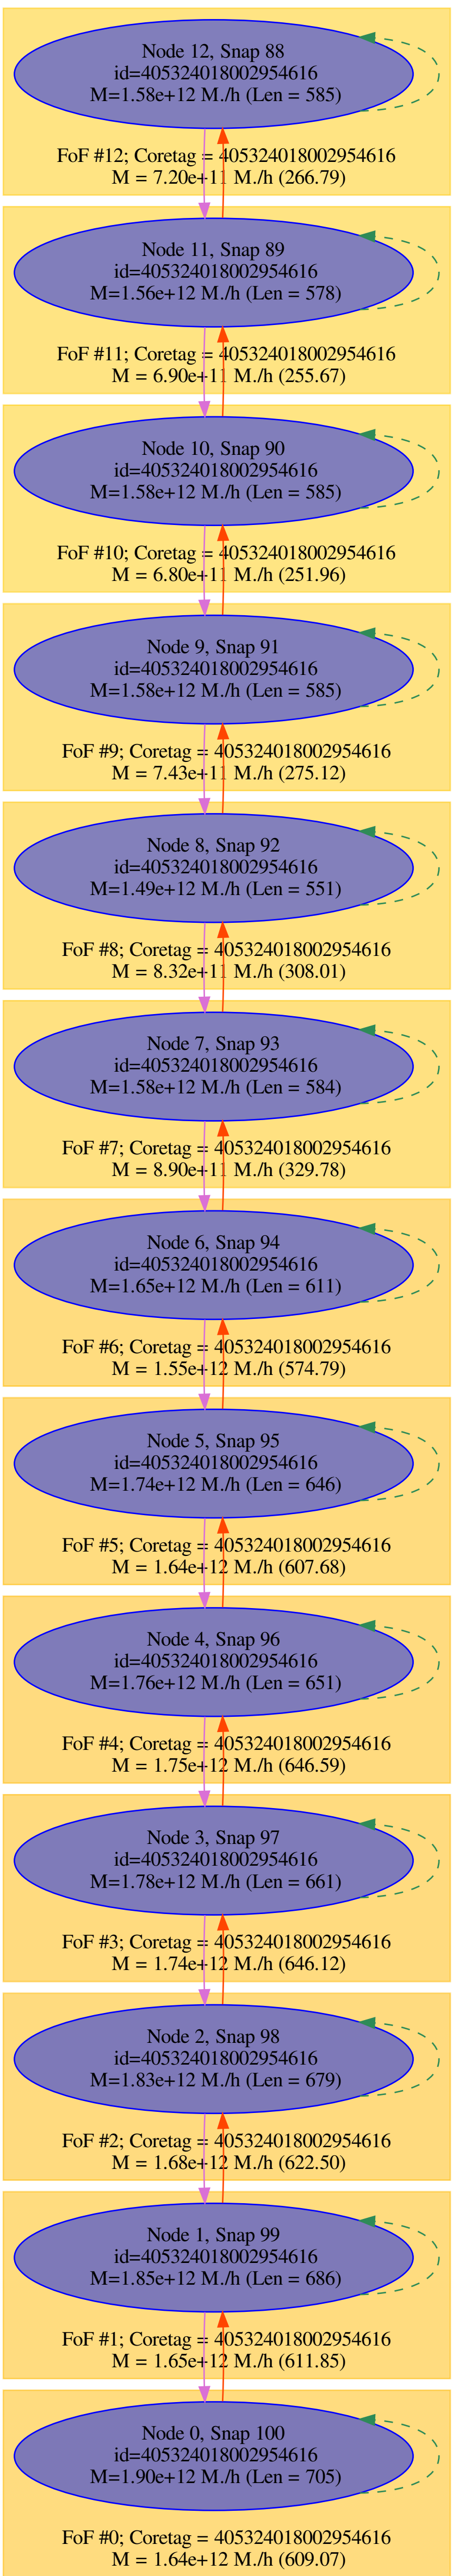 Node 12, Snap 88
id=405324018002954616
M=1.58e+12 M./h (Len = 585)
FoF #12; Coretag = 405324018002954616
M = 7.20e+11 M./h (266.79)
Node 11, Snap 89
id=405324018002954616
M=1.56e+12 M./h (Len = 578)
FoF #11; Coretag = 405324018002954616
M = 6.90e+11 M./h (255.67)
Node 10, Snap 90
id=405324018002954616
M=1.58e+12 M./h (Len = 585)
FoF #10; Coretag = 405324018002954616
M = 6.80e+11 M./h (251.96)
Node 9, Snap 91
id=405324018002954616
M=1.58e+12 M./h (Len = 585)
FoF #9; Coretag = 405324018002954616
M = 7.43e+11 M./h (275.12)
Node 8, Snap 92
id=405324018002954616
M=1.49e+12 M./h (Len = 551)
FoF #8; Coretag = 405324018002954616
M = 8.32e+11 M./h (308.01)
Node 7, Snap 93
id=405324018002954616
M=1.58e+12 M./h (Len = 584)
FoF #7; Coretag = 405324018002954616
M = 8.90e+11 M./h (329.78)
Node 6, Snap 94
id=405324018002954616
M=1.65e+12 M./h (Len = 611)
FoF #6; Coretag = 405324018002954616
M = 1.55e+12 M./h (574.79)
Node 5, Snap 95
id=405324018002954616
M=1.74e+12 M./h (Len = 646)
FoF #5; Coretag = 405324018002954616
M = 1.64e+12 M./h (607.68)
Node 4, Snap 96
id=405324018002954616
M=1.76e+12 M./h (Len = 651)
FoF #4; Coretag = 405324018002954616
M = 1.75e+12 M./h (646.59)
Node 3, Snap 97
id=405324018002954616
M=1.78e+12 M./h (Len = 661)
FoF #3; Coretag = 405324018002954616
M = 1.74e+12 M./h (646.12)
Node 2, Snap 98
id=405324018002954616
M=1.83e+12 M./h (Len = 679)
FoF #2; Coretag = 405324018002954616
M = 1.68e+12 M./h (622.50)
Node 1, Snap 99
id=405324018002954616
M=1.85e+12 M./h (Len = 686)
FoF #1; Coretag = 405324018002954616
M = 1.65e+12 M./h (611.85)
Node 0, Snap 100
id=405324018002954616
M=1.90e+12 M./h (Len = 705)
FoF #0; Coretag = 405324018002954616
M = 1.64e+12 M./h (609.07)